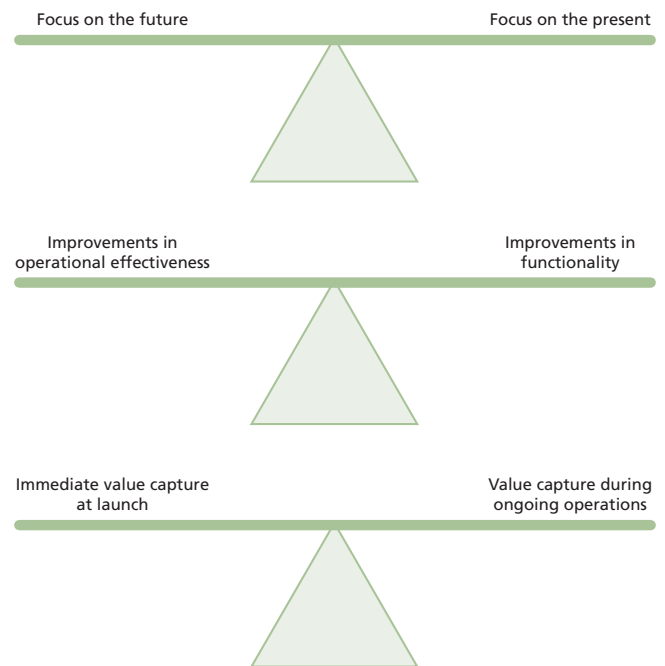 Focus on the future
Focus on the present
Improvements in
operational effectiveness
Improvements in
functionality
Immediate value capture
at launch
Value capture during
ongoing operations